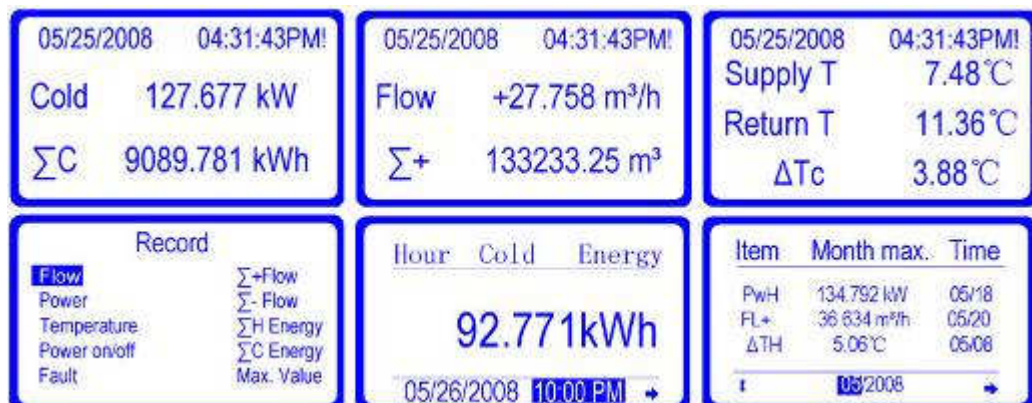 05/25/2008 04:31:43PM!
Cold 127.677 kW
∑C 9089.781 kWh
05/25/2008 04:31:43PM!
Flow +27.758 m³/h
∑+ 133233.25 m³
05/25/2008 04:31:43PM!
Supply T 7.48℃
Return T 11.36℃
ΔTc 3.88℃
Record
Flow ∑+Flow
Power ∑- Flow
Temperature ∑H Energy
Power on/off ∑C Energy
Fault Max. Value
Hour Cold Energy
92.771kWh
05/26/2008 10:00 PM →
Item Month max. Time
PwH 134.792 kW 05/18
FL+ 36.634 m³/h 05/20
ΔTH 5.06℃ 05/08
↕ 05/2008 →